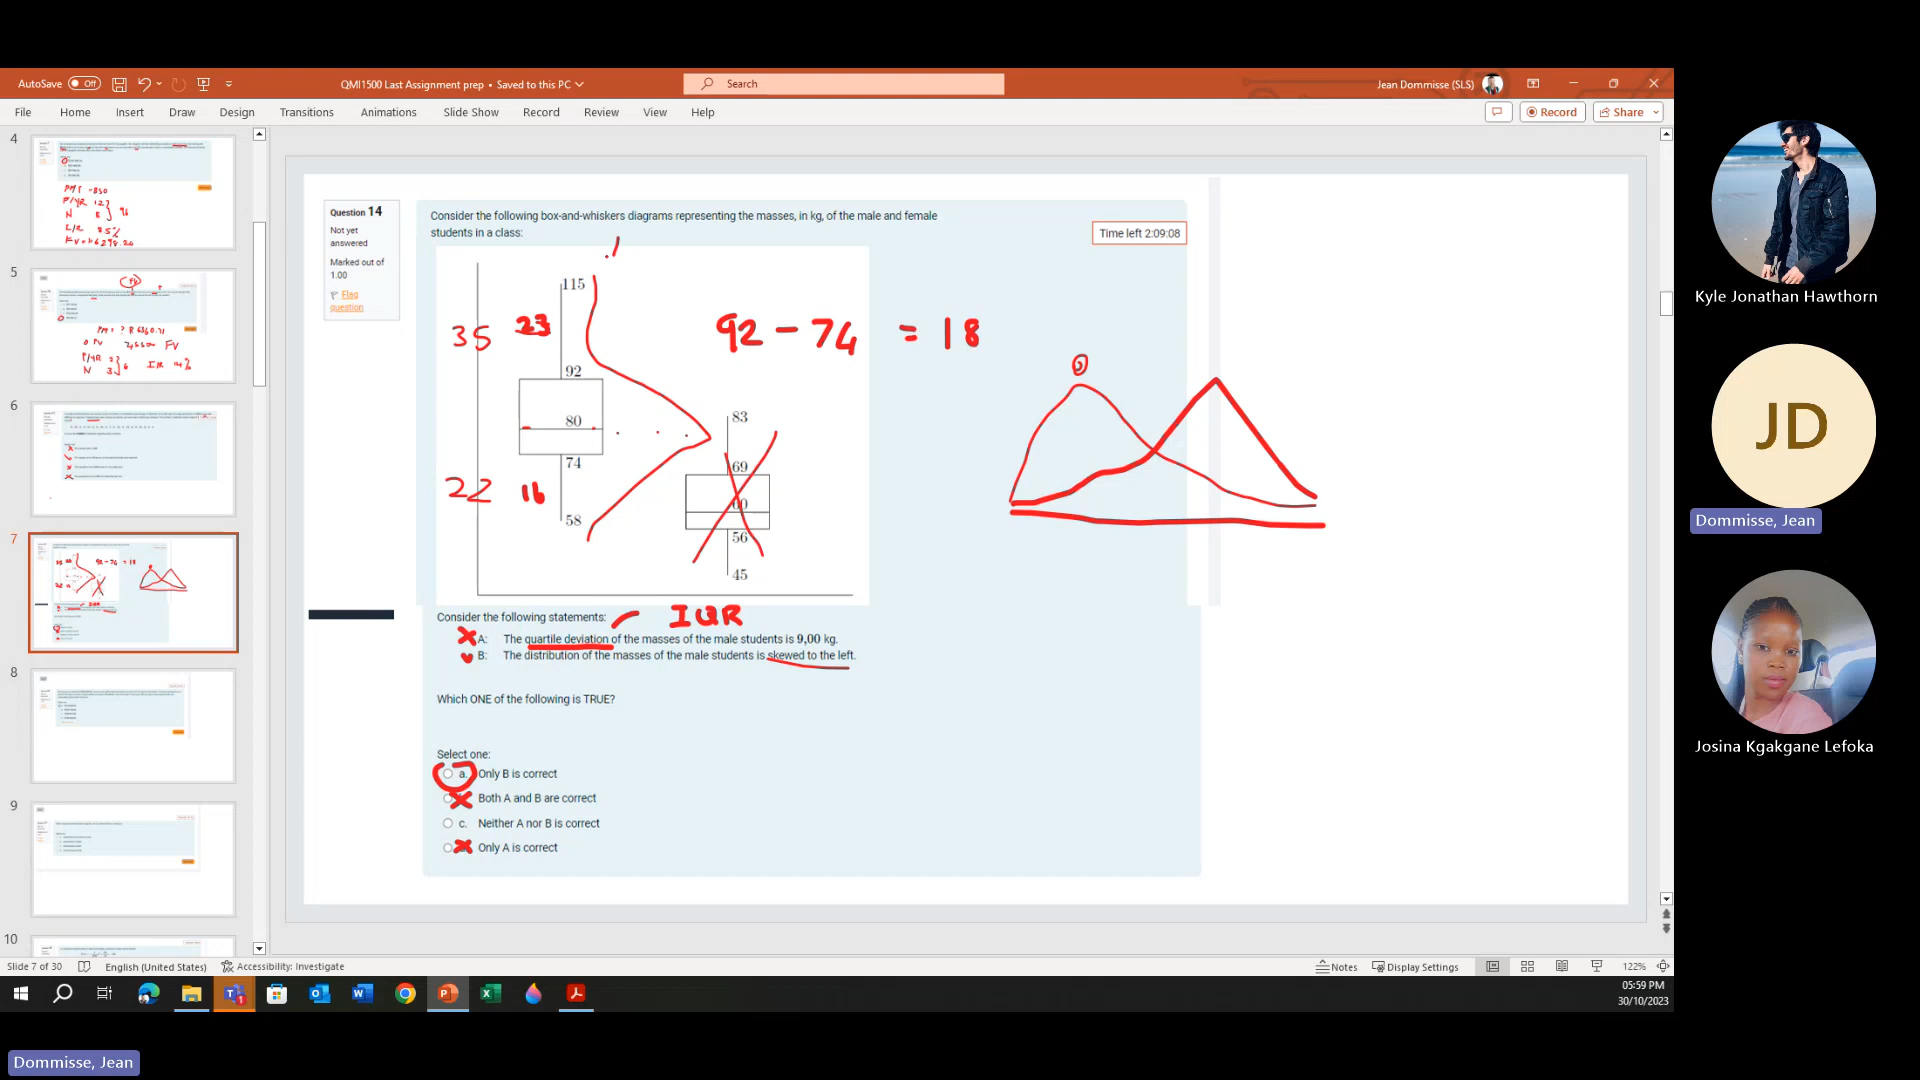 AutoSave Off
QMI1500 Last Assignment prep • Saved to this PC
Search
Jean Dommisse (SLS)
File Home Insert Draw Design Transitions Animations Slide Show Record Review View Help
Record Share
4
5
6
7
8
9
10
Question 14
Not yet
answered
Marked out of
1.00
Flag
question
Consider the following box-and-whiskers diagrams representing the masses, in kg, of the male and female
students in a class:
Time left 2:09:08
115
35 23
92 - 74 = 18
92
80
83
74
69
22 16
60
58
56
45
Consider the following statements: IQR
A: The quartile deviation of the masses of the male students is 9,00 kg.
B: The distribution of the masses of the male students is skewed to the left.
Which ONE of the following is TRUE?
Select one:
a. Only B is correct
Both A and B are correct
c. Neither A nor B is correct
Only A is correct
Slide 7 of 30 English (United States) Accessibility: Investigate
Notes Display Settings 122%
05:59 PM
30/10/2023
Kyle Jonathan Hawthorn
JD
Dommisse, Jean
Josina Kgakgane Lefoka
Dommisse, Jean